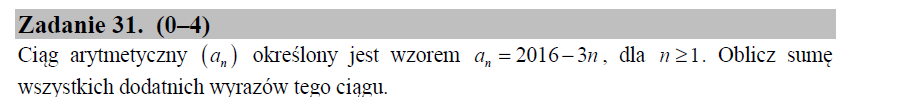 Zadanie 31. (0–4)
Ciąg arytmetyczny (aₙ) określony jest wzorem aₙ = 2016 – 3n, dla n ≥ 1. Oblicz sumę
wszystkich dodatnich wyrazów tego ciągu.